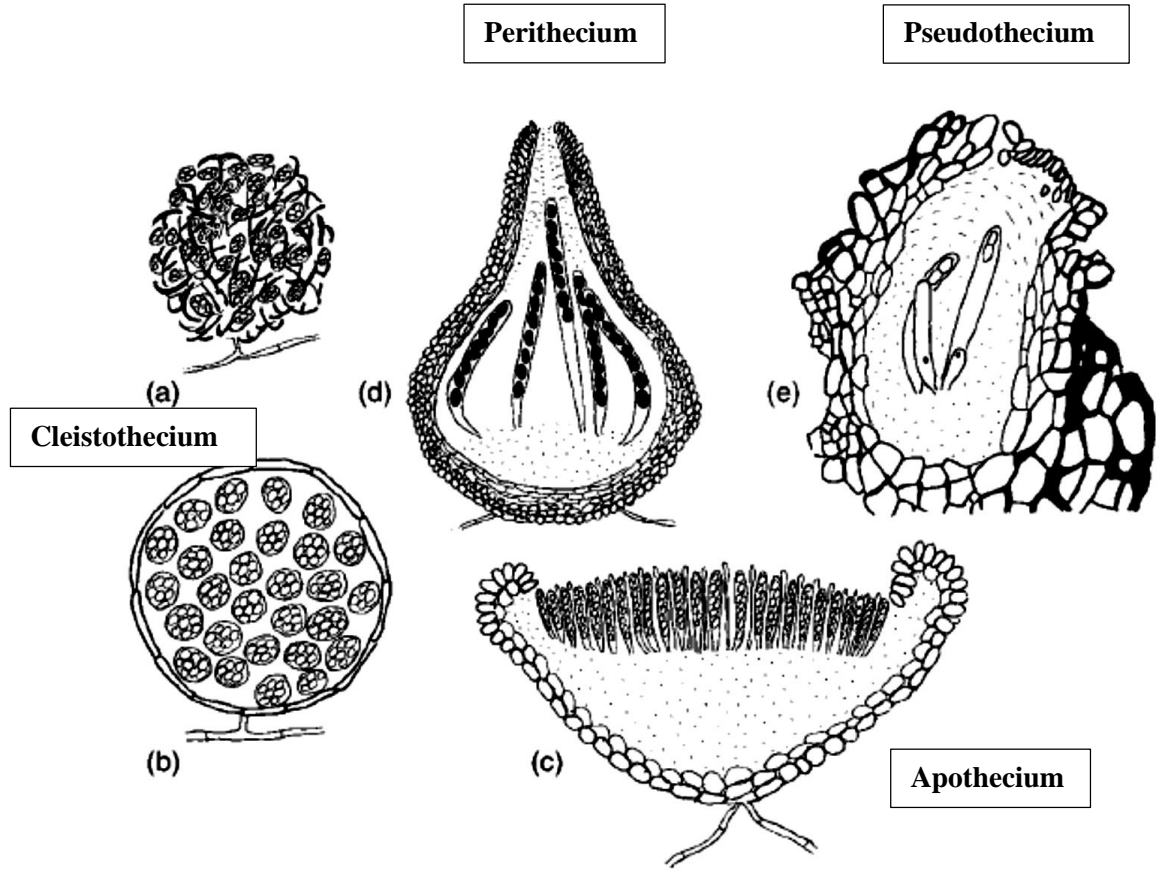 Perithecium
Pseudothecium
(a)
(d)
(e)
Cleistothecium
(b)
(c)
Apothecium